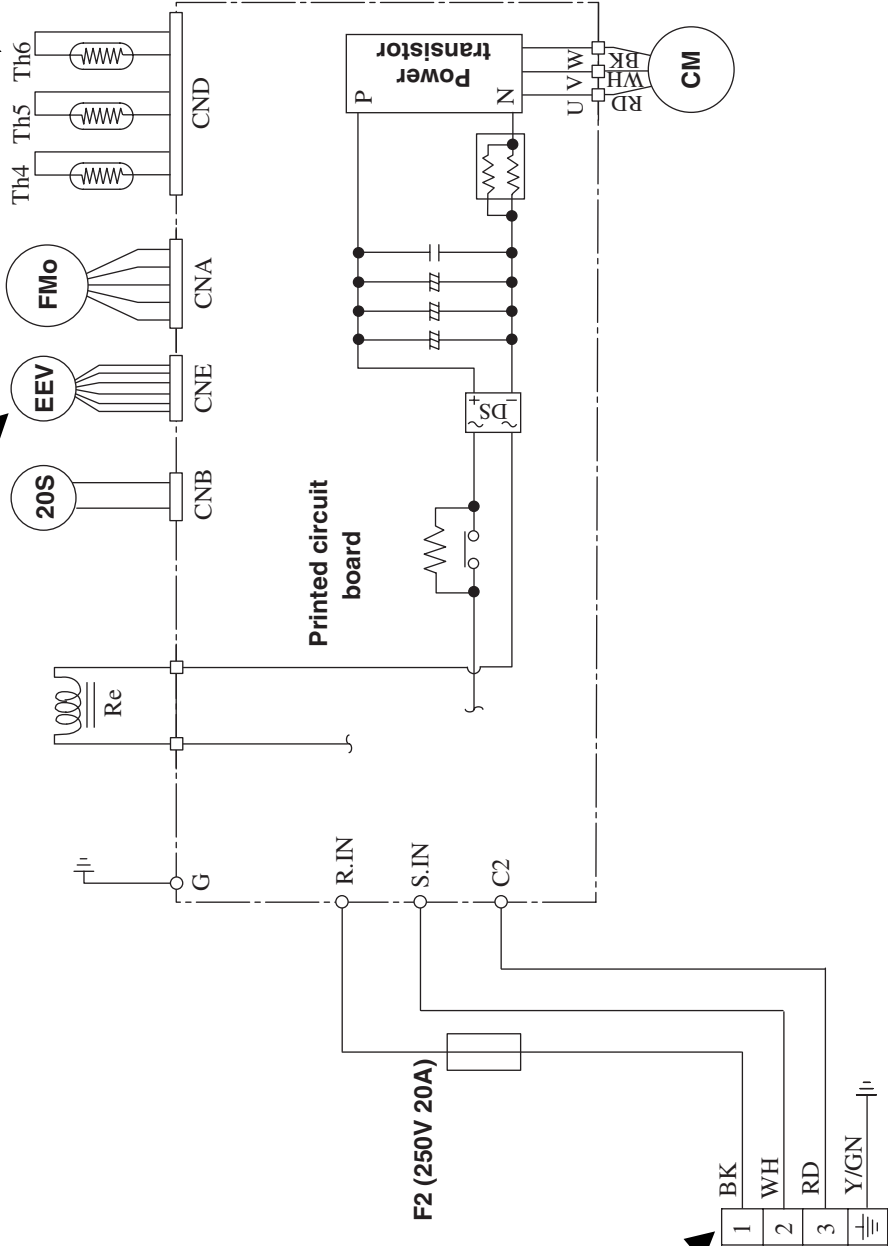 Th6
Th5
Th4
CND
FMo
CNA
EEV
CNE
20S
CNB
Re
G
Power
transistor
P
N
U
V
W
RD
WH
BK
CM
DS
+
−
~
~
Printed circuit
board
R.IN
S.IN
C2
F2 (250V 20A)
BK
WH
RD
Y/GN
1
2
3